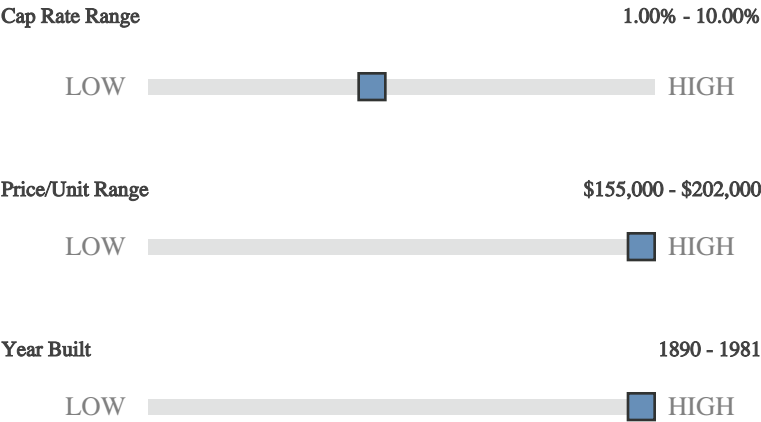 Cap Rate Range 1.00% - 10.00%
LOW HIGH
Price/Unit Range $155,000 - $202,000
LOW HIGH
Year Built 1890 - 1981
LOW HIGH